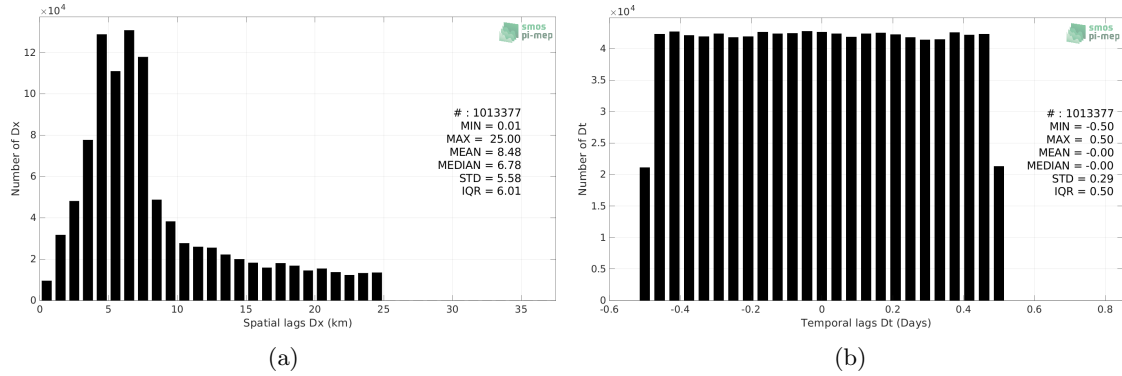 ×10⁴
12
10
8
6
4
2
0
Number of Dx
0 5 10 15 20 25 30 35
Spatial lags Dx (km)
smos
pi-mep
# : 1013377
MIN = 0.01
MAX = 25.00
MEAN = 8.48
MEDIAN = 6.78
STD = 5.58
IQR = 6.01
(a)
×10⁴
4.5
4
3.5
3
2.5
2
1.5
1
0.5
0
Number of Dt
-0.6 -0.4 -0.2 0 0.2 0.4 0.6 0.8
Temporal lags Dt (Days)
smos
pi-mep
# : 1013377
MIN = -0.50
MAX = 0.50
MEAN = -0.00
MEDIAN = -0.00
STD = 0.29
IQR = 0.50
(b)